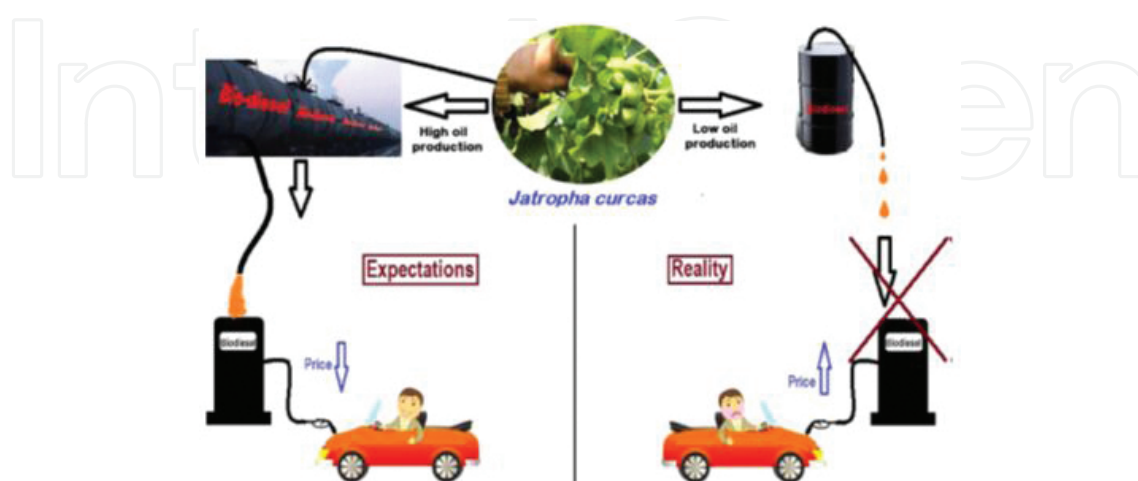 Bio-diesel
Biodiesel
High oil
production
Low oil
production
Jatropha curcas
Expectations
Reality
Biodiesel
Price
Price
Biodiesel